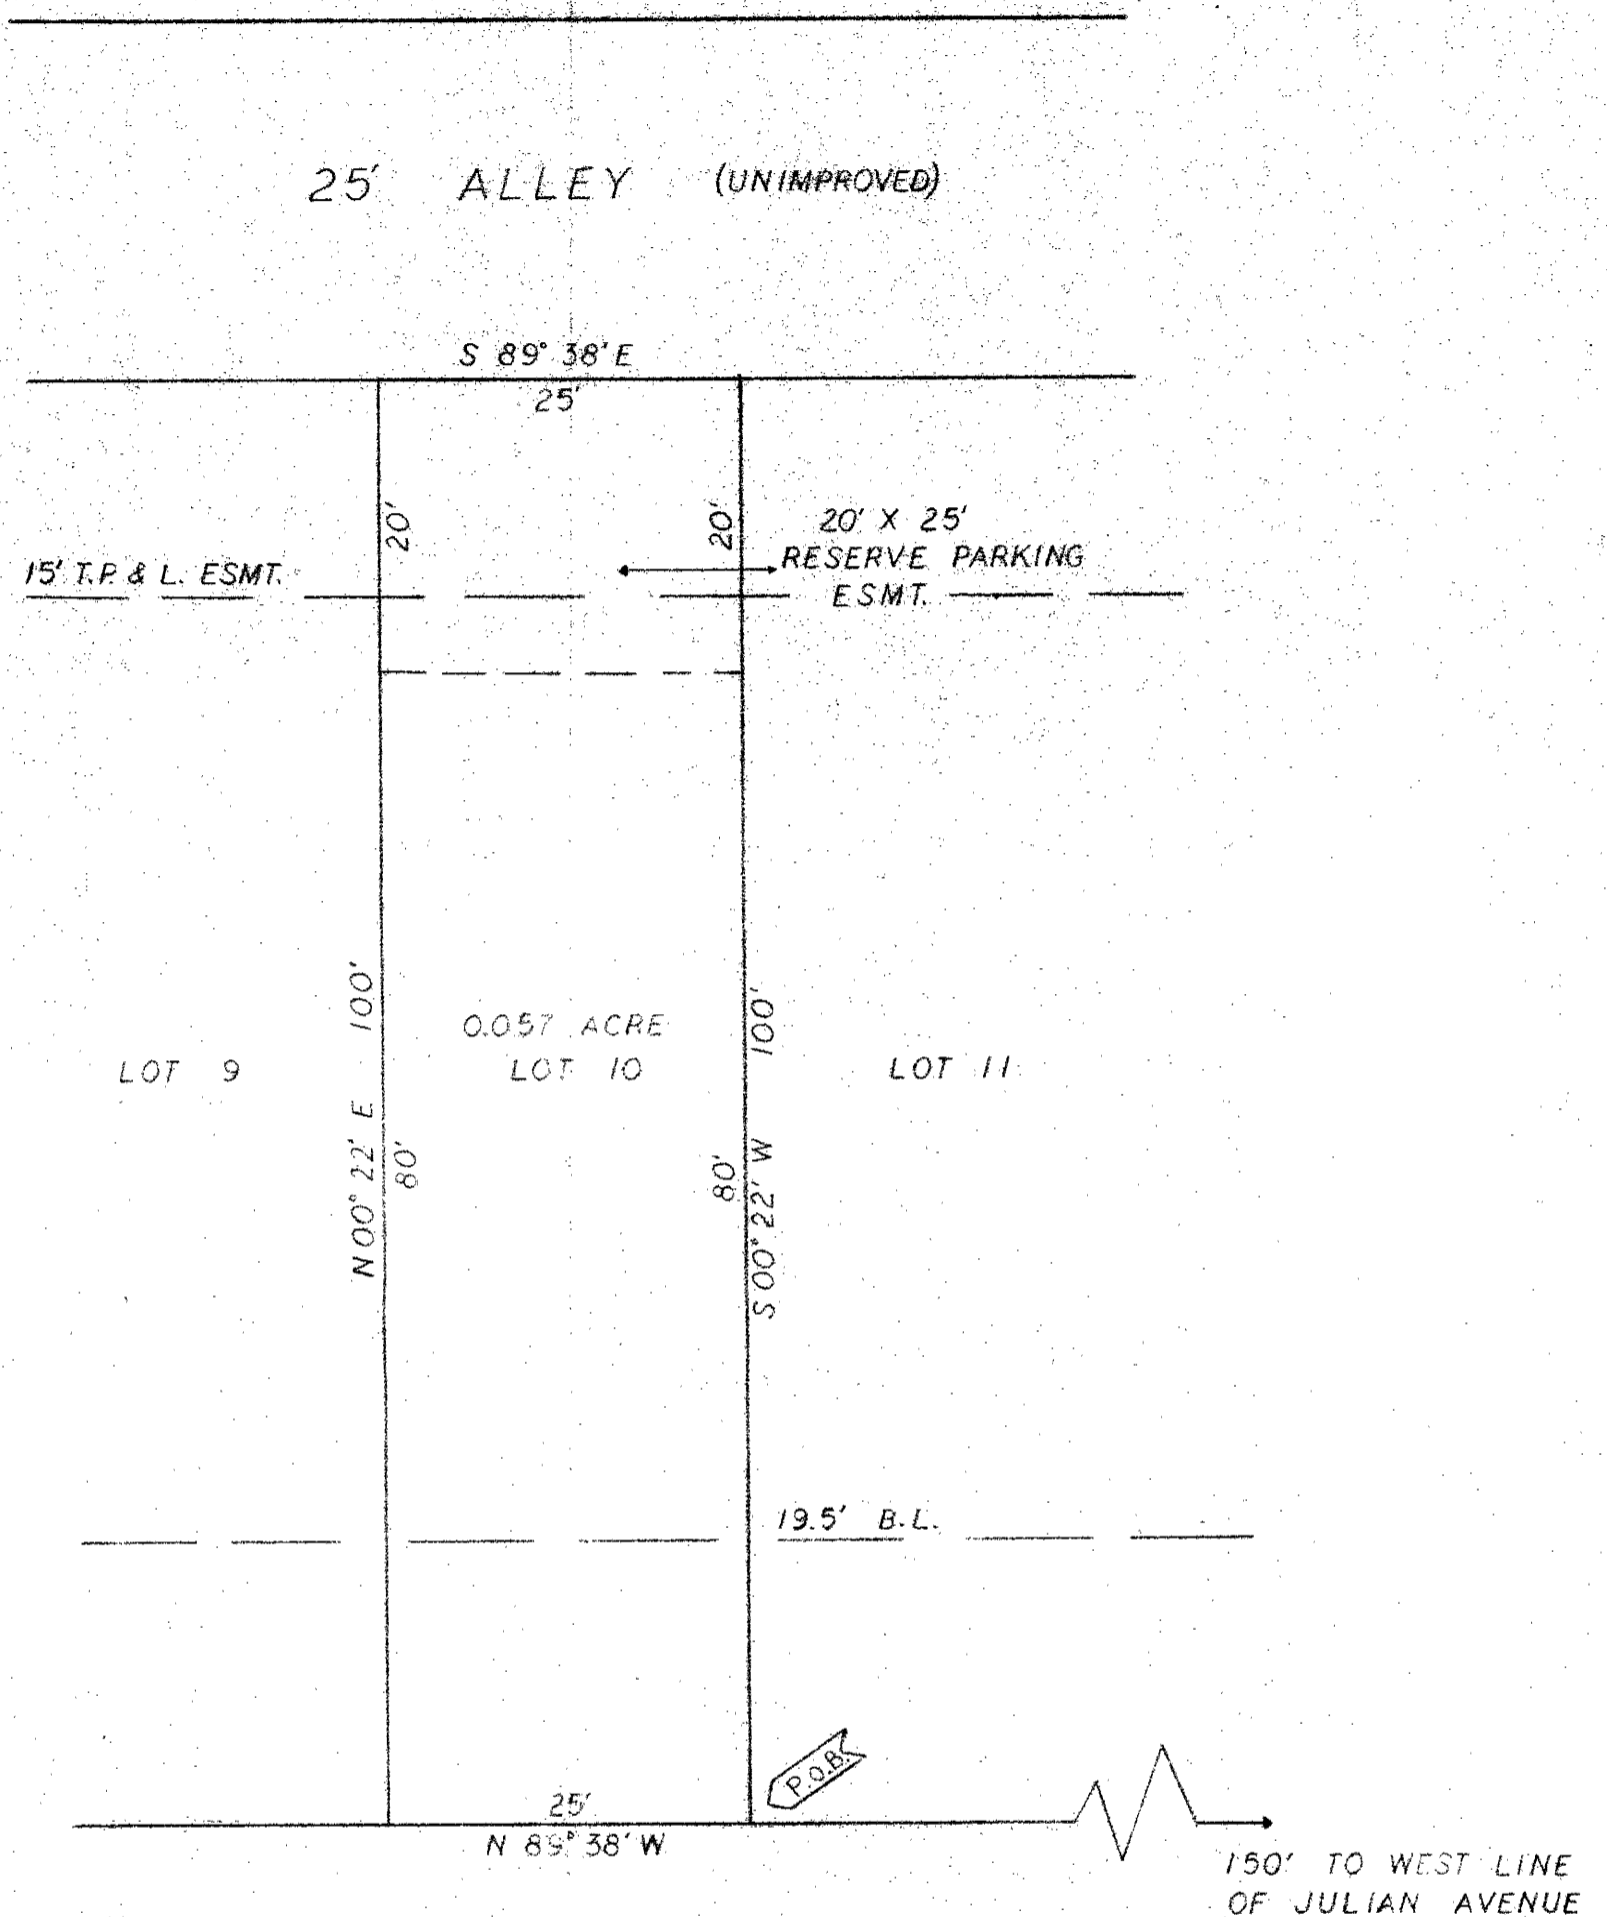 25' ALLEY (UNIMPROVED)
S 89° 38' E
25'
20'
20'
20' X 25'
RESERVE PARKING
ESMT.
15' T.P. & L. ESMT.
N 00° 22' E 100'
80'
0.057 ACRE
LOT 10
LOT 9
80'
S 00° 22' W 100'
LOT 11
19.5' B.L.
P.O.B.
25'
N 89° 38' W
150' TO WEST LINE
OF JULIAN AVENUE